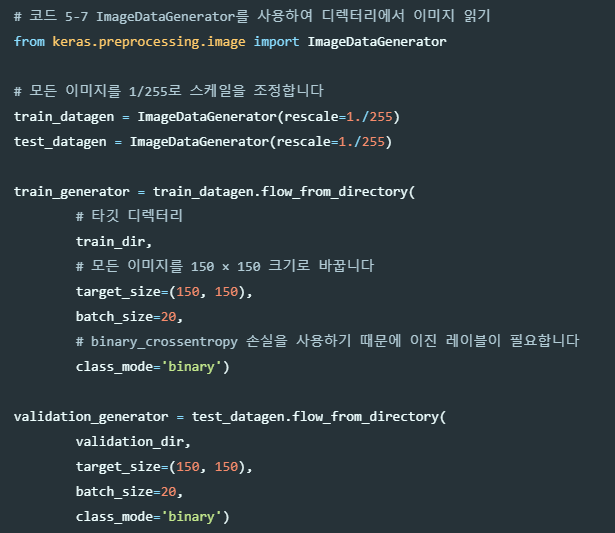 # 코드 5-7 ImageDataGenerator를 사용하여 디렉터리에서 이미지 읽기
from keras.preprocessing.image import ImageDataGenerator

# 모든 이미지를 1/255로 스케일을 조정합니다
train_datagen = ImageDataGenerator(rescale=1./255)
test_datagen = ImageDataGenerator(rescale=1./255)

train_generator = train_datagen.flow_from_directory(
        # 타깃 디렉터리
        train_dir,
        # 모든 이미지를 150 × 150 크기로 바꿉니다
        target_size=(150, 150),
        batch_size=20,
        # binary_crossentropy 손실을 사용하기 때문에 이진 레이블이 필요합니다
        class_mode='binary')

validation_generator = test_datagen.flow_from_directory(
        validation_dir,
        target_size=(150, 150),
        batch_size=20,
        class_mode='binary')